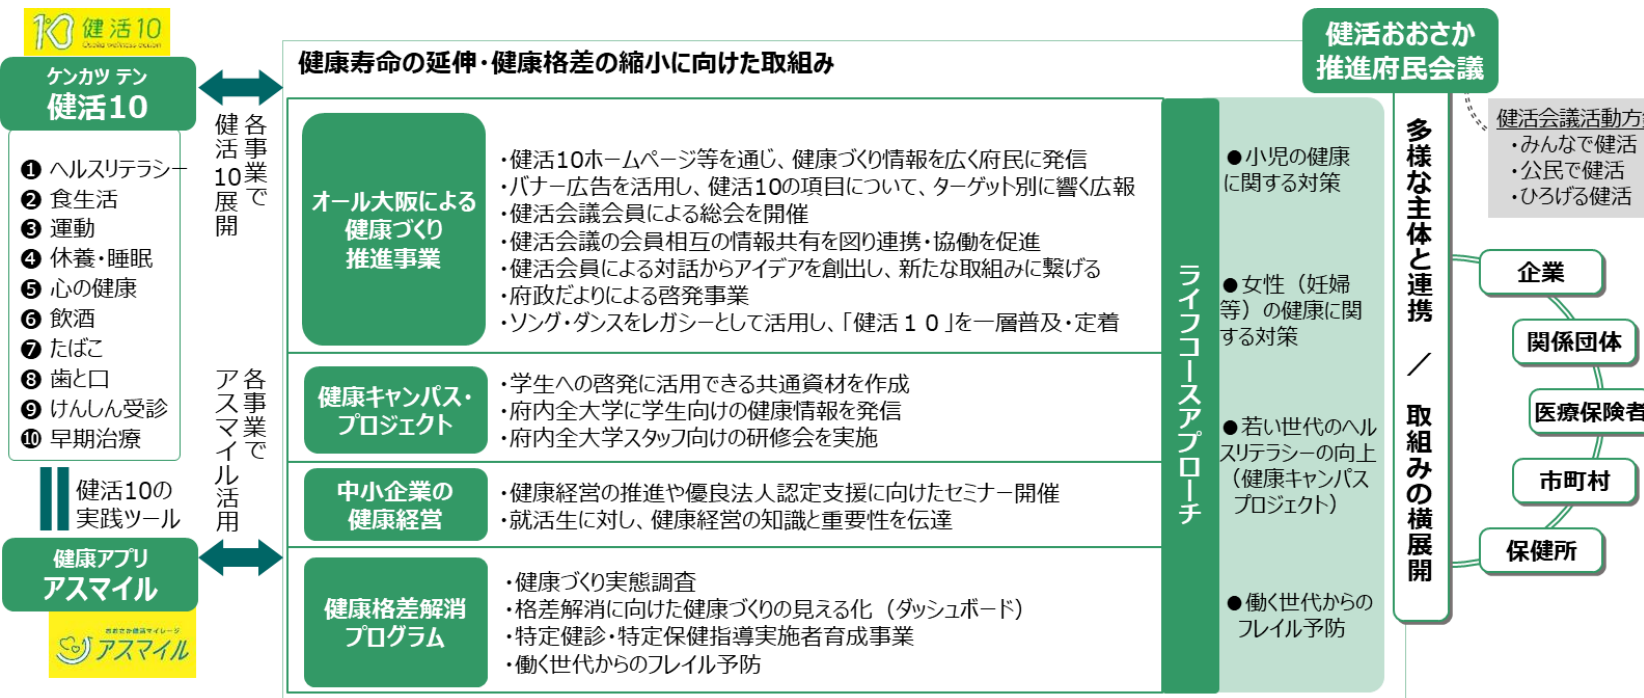 健活10
Osaka wellness action
ケンカツ テン
健活10
❶ ヘルスリテラシー
❷ 食生活
❸ 運動
❹ 休養・睡眠
❺ 心の健康
❻ 飲酒
❼ たばこ
❽ 歯と口
❾ けんしん受診
❿ 早期治療
健活10の
実践ツール
健康アプリ
アスマイル
おおさか健活マイレージ
アスマイル
各事業で
健活10展開
各事業で
アスマイル活用
健康寿命の延伸・健康格差の縮小に向けた取組み
オール大阪による
健康づくり
推進事業
・健活10ホームページ等を通じ、健康づくり情報を広く府民に発信
・バナー広告を活用し、健活10の項目について、ターゲット別に響く広報
・健活会議会員による総会を開催
・健活会議の会員相互の情報共有を図り連携・協働を促進
・健活会員による対話からアイデアを創出し、新たな取組みに繋げる
・府政だよりによる啓発事業
・ソング・ダンスをレガシーとして活用し、「健活１０」を一層普及・定着
健康キャンパス・
プロジェクト
・学生への啓発に活用できる共通資材を作成
・府内全大学に学生向けの健康情報を発信
・府内全大学スタッフ向けの研修会を実施
中小企業の
健康経営
・健康経営の推進や優良法人認定支援に向けたセミナー開催
・就活生に対し、健康経営の知識と重要性を伝達
健康格差解消
プログラム
・健康づくり実態調査
・格差解消に向けた健康づくりの見える化（ダッシュボード）
・特定健診・特定保健指導実施者育成事業
・働く世代からのフレイル予防
ライフコースアプローチ
●小児の健康
に関する対策
●女性（妊婦
等）の健康に関
する対策
●若い世代のヘル
スリテラシーの向上
（健康キャンパス
プロジェクト）
●働く世代からの
フレイル予防
健活おおさか
推進府民会議
多様な主体と連携 ／ 取組みの横展開
健活会議活動方
・みんなで健活
・公民で健活
・ひろげる健活
企業
関係団体
医療保険者
市町村
保健所